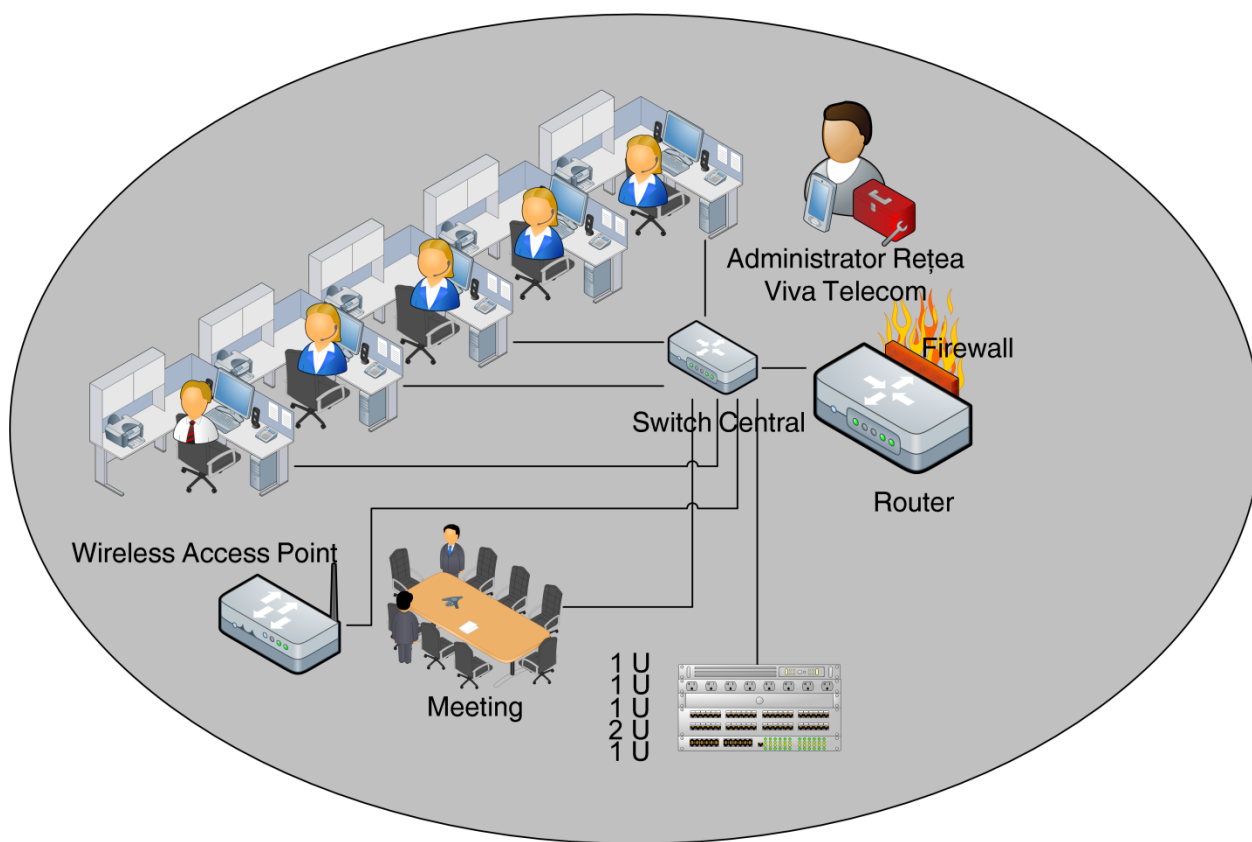 Administrator Rețea
Viva Telecom
Firewall
Switch Central
Router
Wireless Access Point
Meeting
1 U
1 U
1 U
2 U
1 U